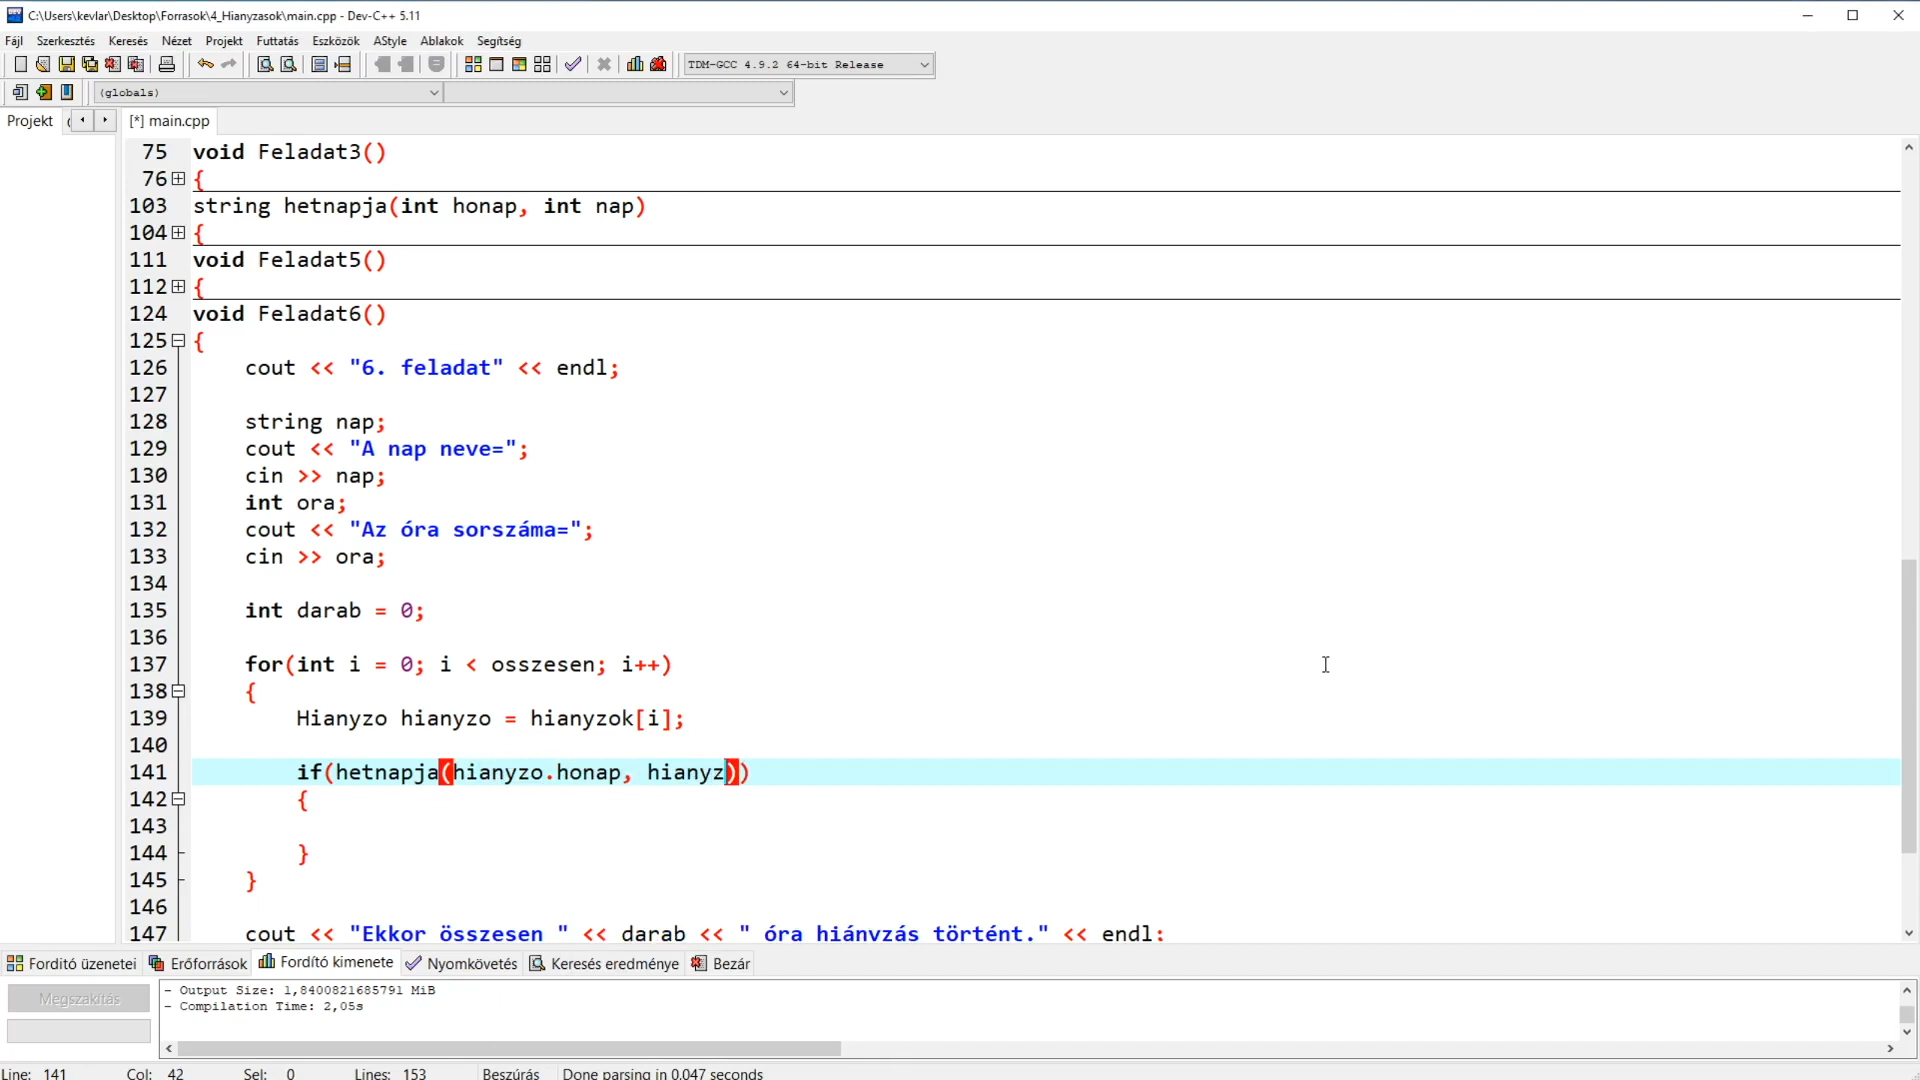 C:\Users\kevlar\Desktop\Forrasok\4_Hianyzasok\main.cpp - Dev-C++ 5.11
Fájl Szerkesztés Keresés Nézet Projekt Futtatás Eszközök AStyle Ablakok Segítség
TDM-GCC 4.9.2 64-bit Release
(globals)
Projekt ( [*] main.cpp
75 void Feladat3()
76 {
103 string hetnapja(int honap, int nap)
104 {
111 void Feladat5()
112 {
124 void Feladat6()
125 {
126 cout << "6. feladat" << endl;
127
128 string nap;
129 cout << "A nap neve=";
130 cin >> nap;
131 int ora;
132 cout << "Az óra sorszáma=";
133 cin >> ora;
134
135 int darab = 0;
136
137 for(int i = 0; i < osszesen; i++)
138 {
139 Hianyzo hianyzo = hianyzok[i];
140
141 if(hetnapja(hianyzo.honap, hianyz))
142 {
143
144 }
145 }
146
147 cout << "Ekkor összesen " << darab << " óra hiányzás történt." << endl;
Fordító üzenetei Erőforrások Fordító kimenete Nyomkövetés Keresés eredménye Bezár
Megszakítás
- Output Size: 1,8400821685791 MiB
- Compilation Time: 2,05s
Line: 141 Col: 42 Sel: 0 Lines: 153 Beszúrás Done parsing in 0,047 seconds